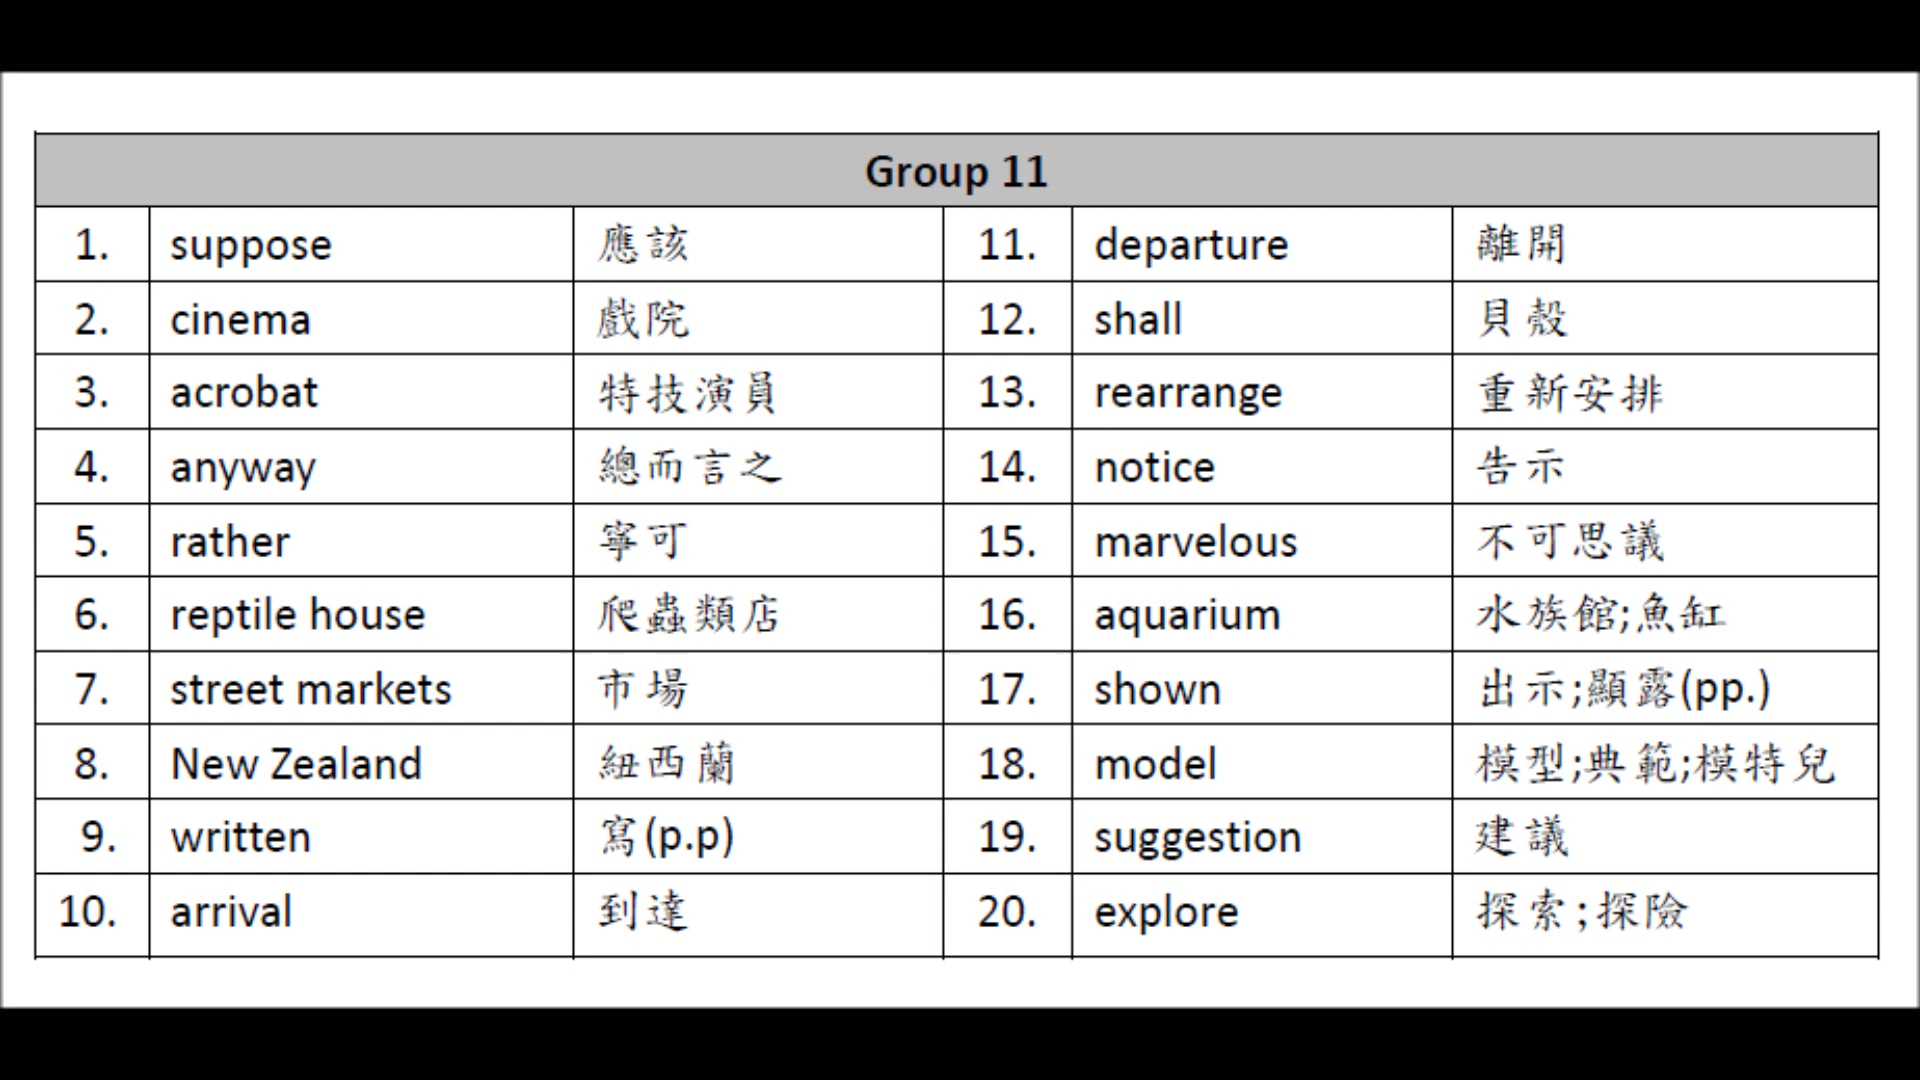 Group 11
1. suppose 應該 11. departure 離開
2. cinema 戲院 12. shall 貝殼
3. acrobat 特技演員 13. rearrange 重新安排
4. anyway 總而言之 14. notice 告示
5. rather 寧可 15. marvelous 不可思議
6. reptile house 爬蟲類店 16. aquarium 水族館;魚缸
7. street markets 市場 17. shown 出示;顯露(pp.)
8. New Zealand 紐西蘭 18. model 模型;典範;模特兒
9. written 寫(p.p) 19. suggestion 建議
10. arrival 到達 20. explore 探索;探險